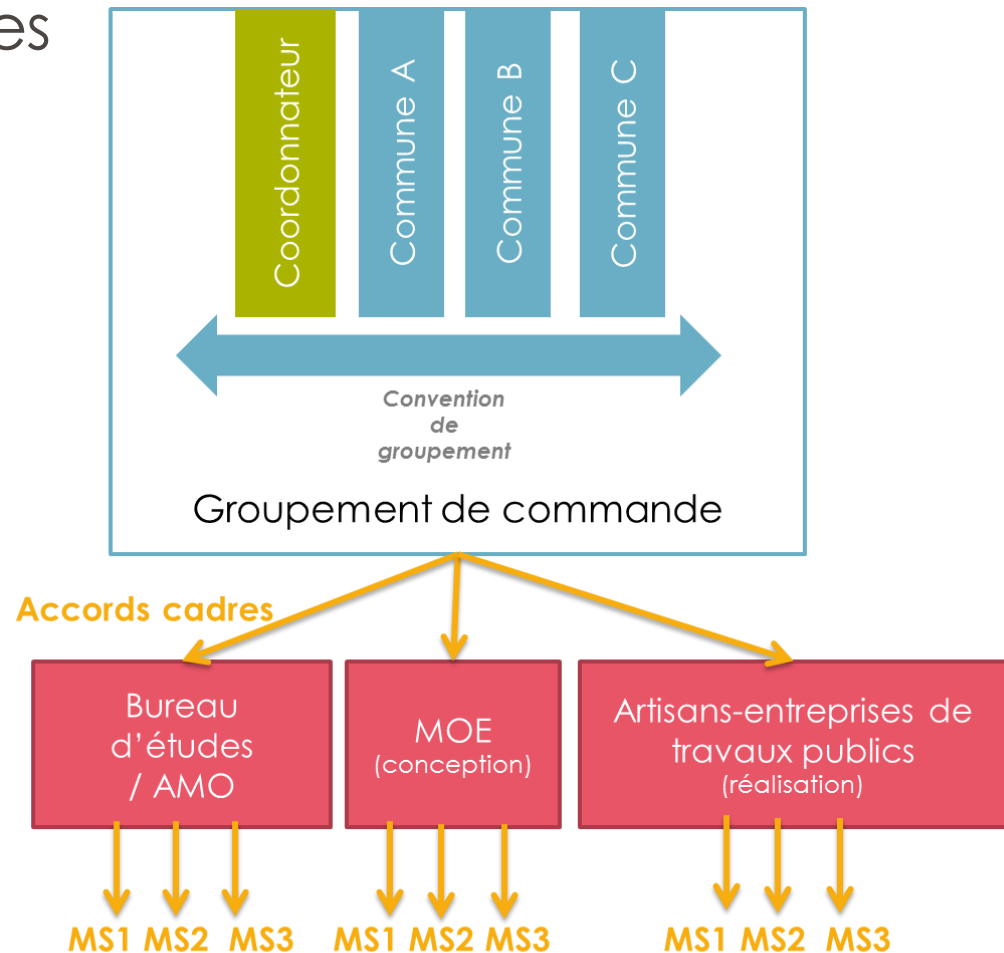 es
Coordonnateur
Commune A
Commune B
Commune C
Convention
de
groupement
Groupement de commande
Accords cadres
Bureau
d'études
/ AMO
MOE
(conception)
Artisans-entreprises de
travaux publics
(réalisation)
MS1 MS2 MS3
MS1 MS2 MS3
MS1 MS2 MS3